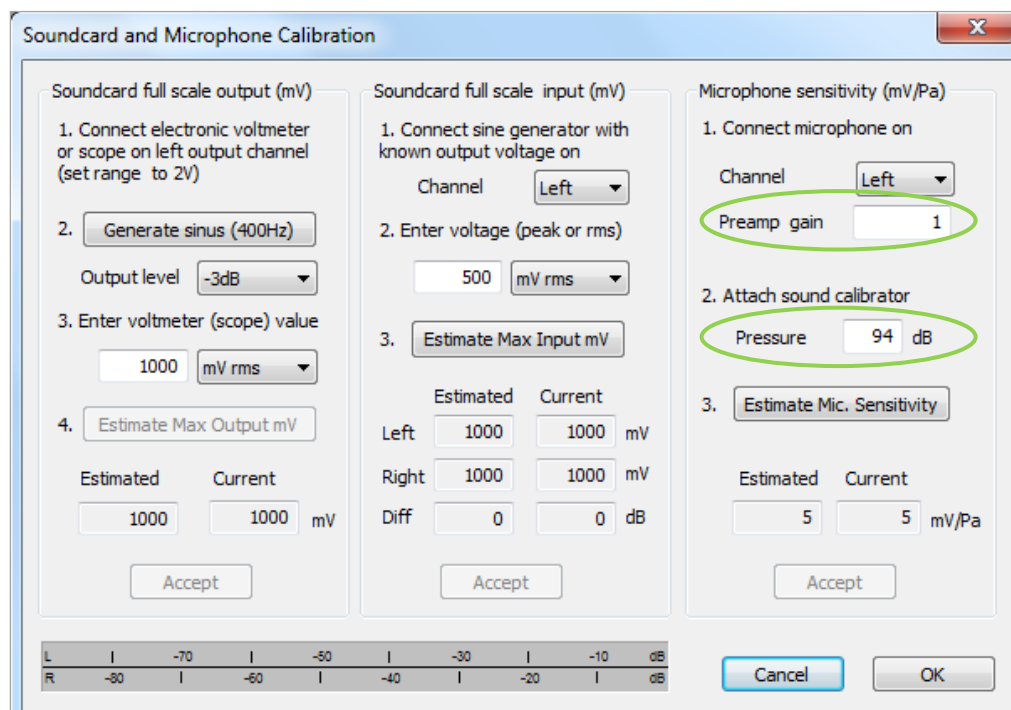 Soundcard and Microphone Calibration
X
Soundcard full scale output (mV)
1. Connect electronic voltmeter
or scope on left output channel
(set range to 2V)
2. Generate sinus (400Hz)
Output level -3dB
3. Enter voltmeter (scope) value
1000 mV rms
4. Estimate Max Output mV
Estimated Current
1000 1000 mV
Accept
Soundcard full scale input (mV)
1. Connect sine generator with
known output voltage on
Channel Left
2. Enter voltage (peak or rms)
500 mV rms
3. Estimate Max Input mV
Estimated Current
Left 1000 1000 mV
Right 1000 1000 mV
Diff 0 0 dB
Accept
Microphone sensitivity (mV/Pa)
1. Connect microphone on
Channel Left
Preamp gain 1
2. Attach sound calibrator
Pressure 94 dB
3. Estimate Mic. Sensitivity
Estimated Current
5 5 mV/Pa
Accept
L -70 -50 -30 -10 dB
R -80 -60 -40 -20 dB
Cancel OK